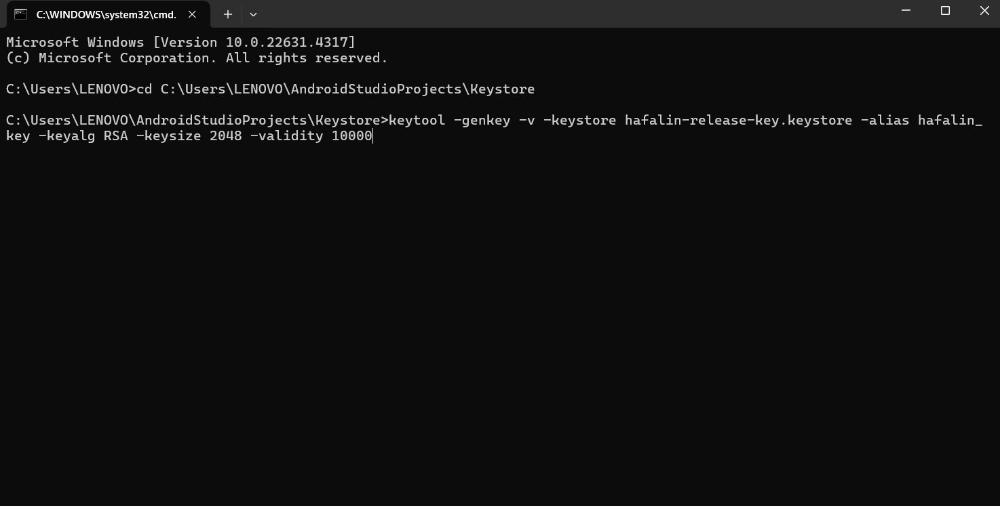 C:\WINDOWS\system32\cmd.
Microsoft Windows [Version 10.0.22631.4317]
(c) Microsoft Corporation. All rights reserved.
C:\Users\LENOVO>cd C:\Users\LENOVO\AndroidStudioProjects\Keystore
C:\Users\LENOVO\AndroidStudioProjects\Keystore>keytool -genkey -v -keystore hafalin-release-key.keystore -alias hafalin_
key -keyalg RSA -keysize 2048 -validity 10000